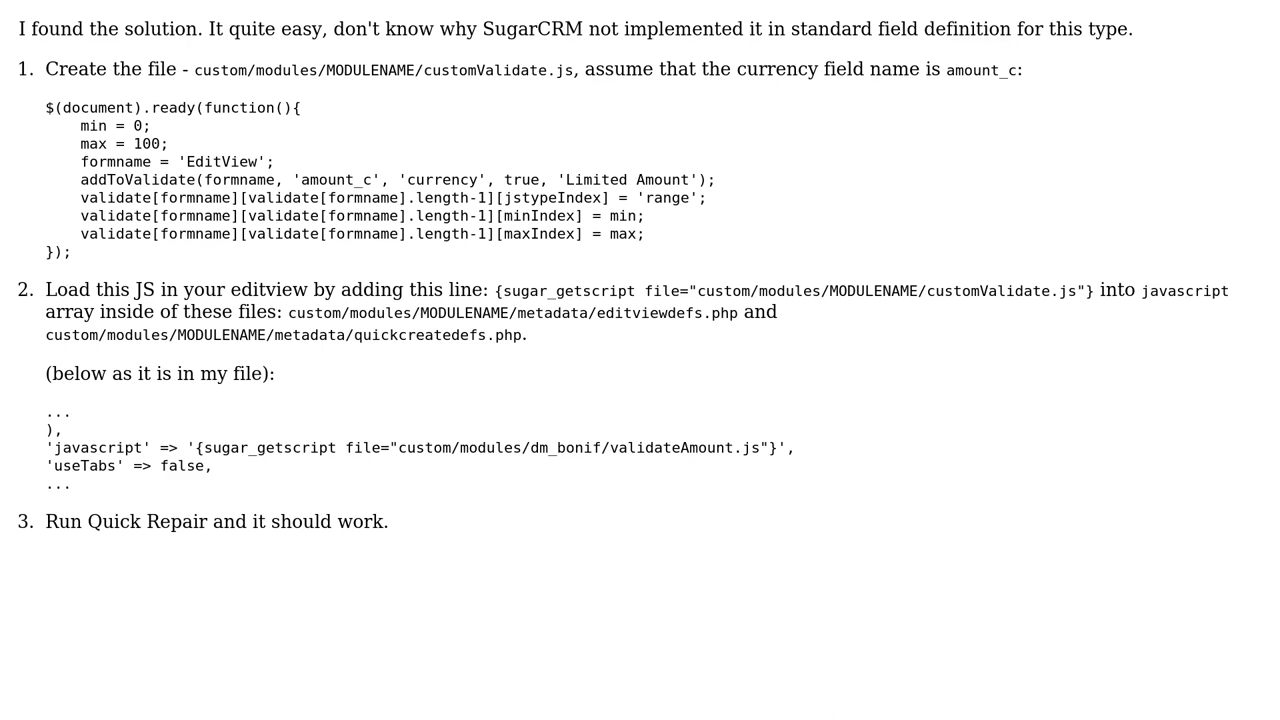 I found the solution. It quite easy, don't know why SugarCRM not implemented it in standard field definition for this type.
1. Create the file - custom/modules/MODULENAME/customValidate.js, assume that the currency field name is amount_c:
$(document).ready(function(){
    min = 0;
    max = 100;
    formname = 'EditView';
    addToValidate(formname, 'amount_c', 'currency', true, 'Limited Amount');
    validate[formname][validate[formname].length-1][jstypeIndex] = 'range';
    validate[formname][validate[formname].length-1][minIndex] = min;
    validate[formname][validate[formname].length-1][maxIndex] = max;
});
2. Load this JS in your editview by adding this line: {sugar_getscript file="custom/modules/MODULENAME/customValidate.js"} into javascript
array inside of these files: custom/modules/MODULENAME/metadata/editviewdefs.php and
custom/modules/MODULENAME/metadata/quickcreatedefs.php.
(below as it is in my file):
...
),
'javascript' => '{sugar_getscript file="custom/modules/dm_bonif/validateAmount.js"}',
'useTabs' => false,
...
3. Run Quick Repair and it should work.